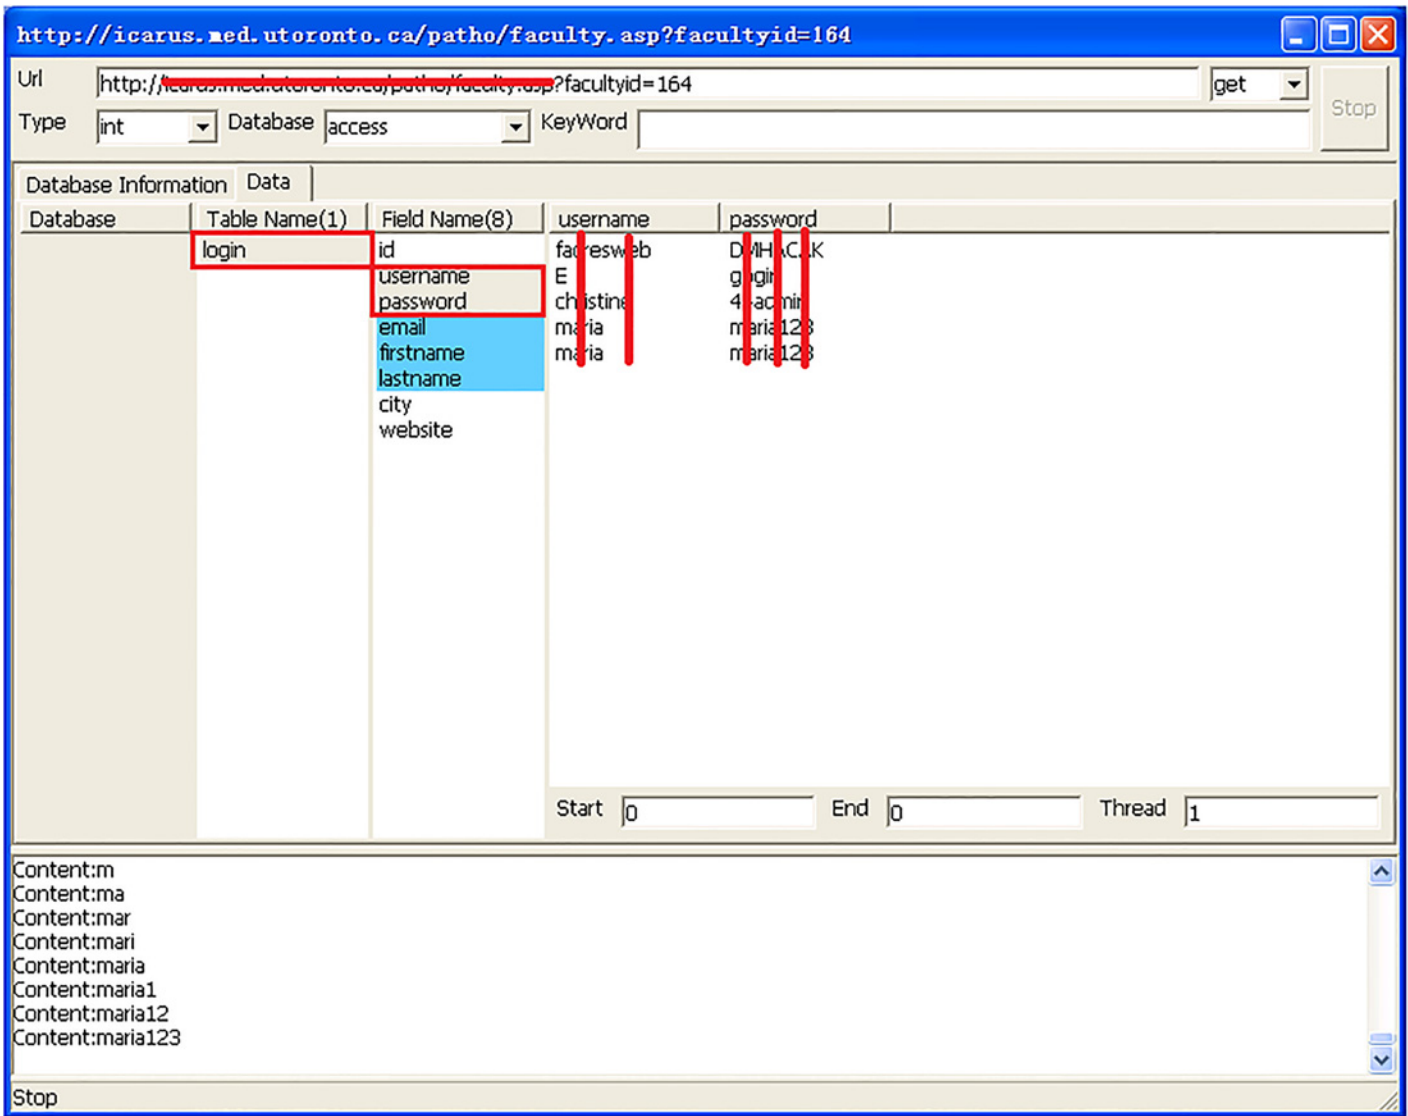 http://icarus.med.utoronto.ca/patho/faculty.asp?facultyid=164
Url http:// ?facultyid=164 get
Stop
Type int Database access KeyWord
Database Information Data
Database Table Name(1) Field Name(8) username password
login id
username
password
email
firstname
lastname
city
website
Start 0 End 0 Thread 1
Content:m
Content:ma
Content:mar
Content:mari
Content:maria
Content:maria1
Content:maria12
Content:maria123
Stop